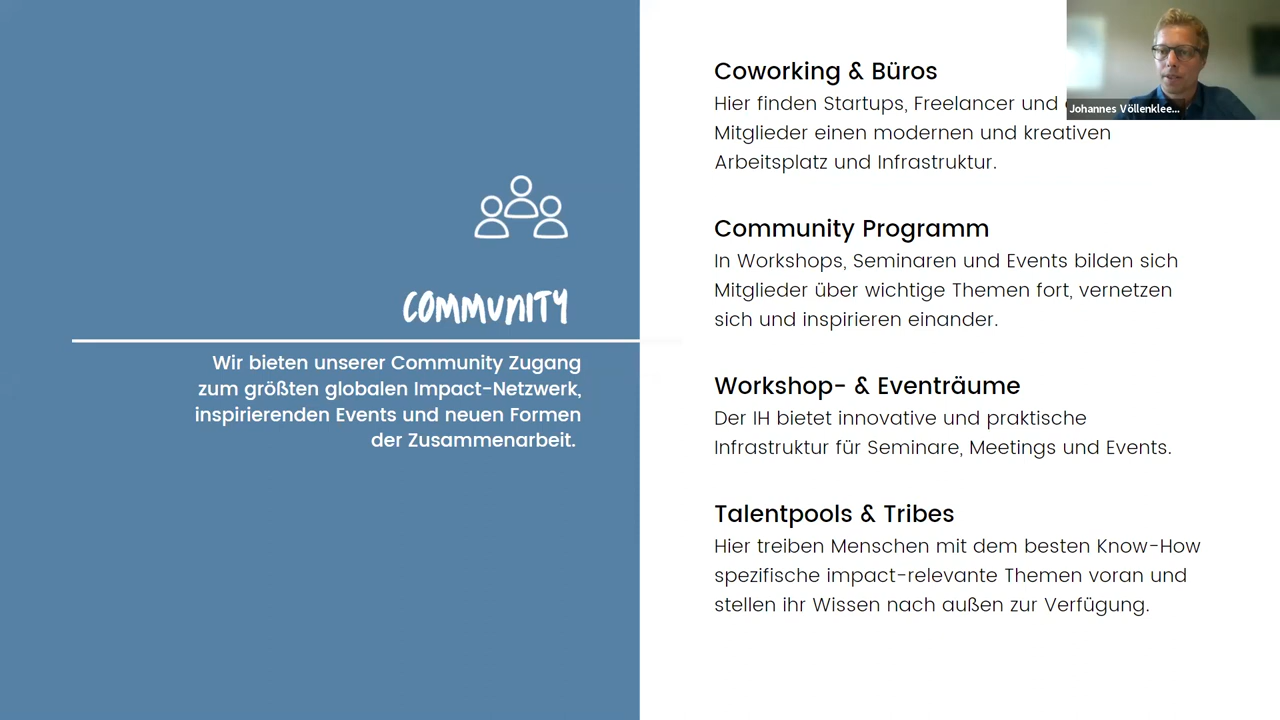 COMMUNITY
Wir bieten unserer Community Zugang
zum größten globalen Impact-Netzwerk,
inspirierenden Events und neuen Formen
der Zusammenarbeit.
Coworking & Büros
Hier finden Startups, Freelancer und
Mitglieder einen modernen und kreativen
Arbeitsplatz und Infrastruktur.
Community Programm
In Workshops, Seminaren und Events bilden sich
Mitglieder über wichtige Themen fort, vernetzen
sich und inspirieren einander.
Workshop- & Eventräume
Der IH bietet innovative und praktische
Infrastruktur für Seminare, Meetings und Events.
Talentpools & Tribes
Hier treiben Menschen mit dem besten Know-How
spezifische impact-relevante Themen voran und
stellen ihr Wissen nach außen zur Verfügung.
Johannes Völlenklee...